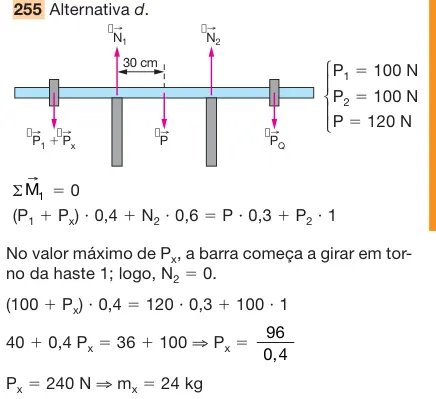 255 Alternativa d.
N₁ N₂
30 cm
P₁ + Pₓ P P_Q
P₁ = 100 N
P₂ = 100 N
P = 120 N
ΣM₁ = 0
(P₁ + Pₓ) · 0,4 + N₂ · 0,6 = P · 0,3 + P₂ · 1
No valor máximo de Pₓ, a barra começa a girar em tor-
no da haste 1; logo, N₂ = 0.
(100 + Pₓ) · 0,4 = 120 · 0,3 + 100 · 1
40 + 0,4 Pₓ = 36 + 100 ⇒ Pₓ = 96 / 0,4
Pₓ = 240 N ⇒ mₓ = 24 kg